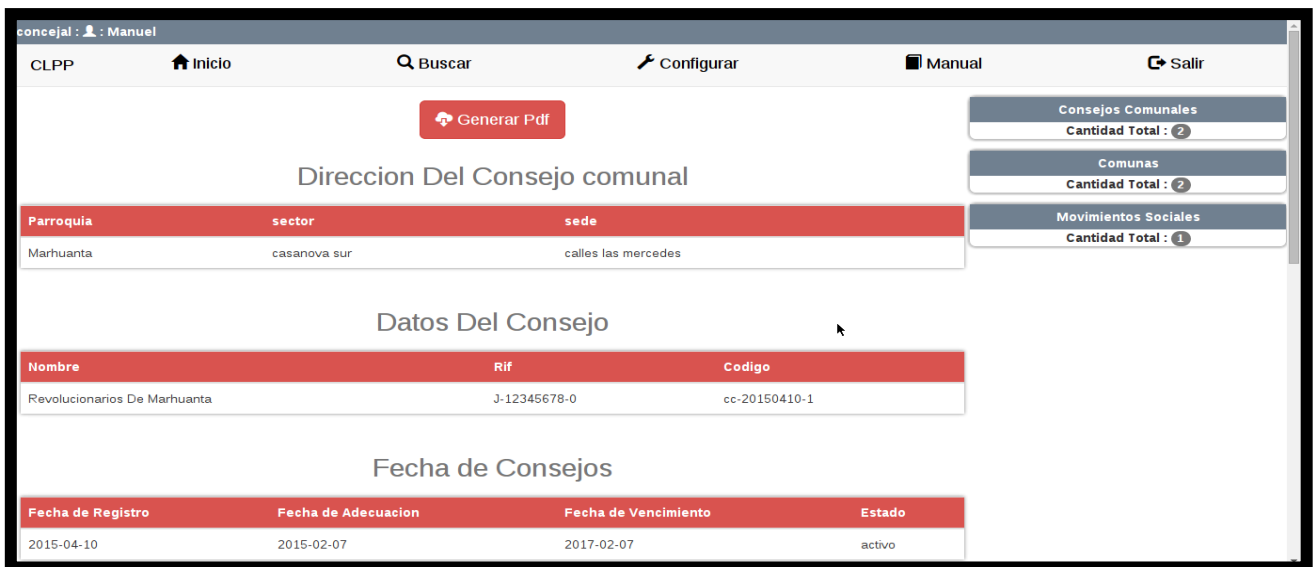 concejal : : Manuel
CLPP Inicio Buscar Configurar Manual Salir
Generar Pdf
Direccion Del Consejo comunal
Parroquia sector sede
Marhuanta casanova sur calles las mercedes
Datos Del Consejo
Nombre Rif Codigo
Revolucionarios De Marhuanta J-12345678-0 cc-20150410-1
Fecha de Consejos
Fecha de Registro Fecha de Adecuacion Fecha de Vencimiento Estado
2015-04-10 2015-02-07 2017-02-07 activo
Consejos Comunales
Cantidad Total : 2
Comunas
Cantidad Total : 2
Movimientos Sociales
Cantidad Total : 1